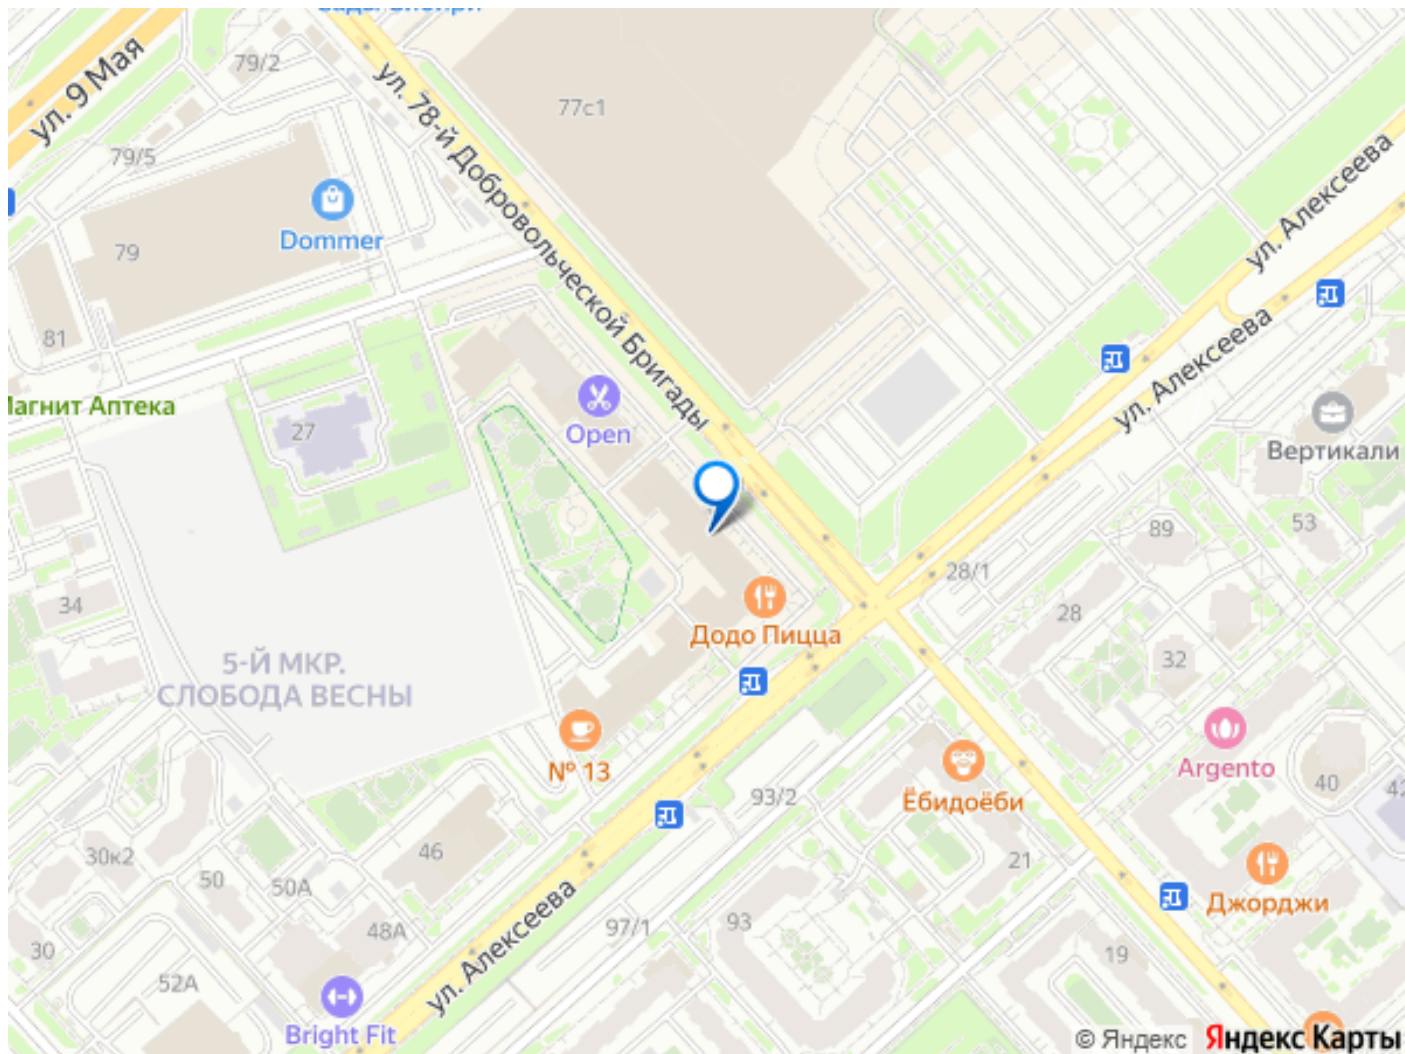 ул. 9 Мая
79/2
79/5
77с1
ул. 78-й Добровольческой Бригады
Dommer
79
81
ул. Алексеева
ул. Алексеева
Магнит Аптека
27
Open
Вертикали
53
89
28/1
28
34
Додо Пицца
32
5-Й МКР.
СЛОБОДА ВЕСНЫ
№ 13
Argento
40
42
93/2
Ёбидоёби
46
30к2
50
50А
21
Джорджи
48А
97/1
93
30
52А
ул. Алексеева
19
Bright Fit
© Яндекс Яндекс Карты